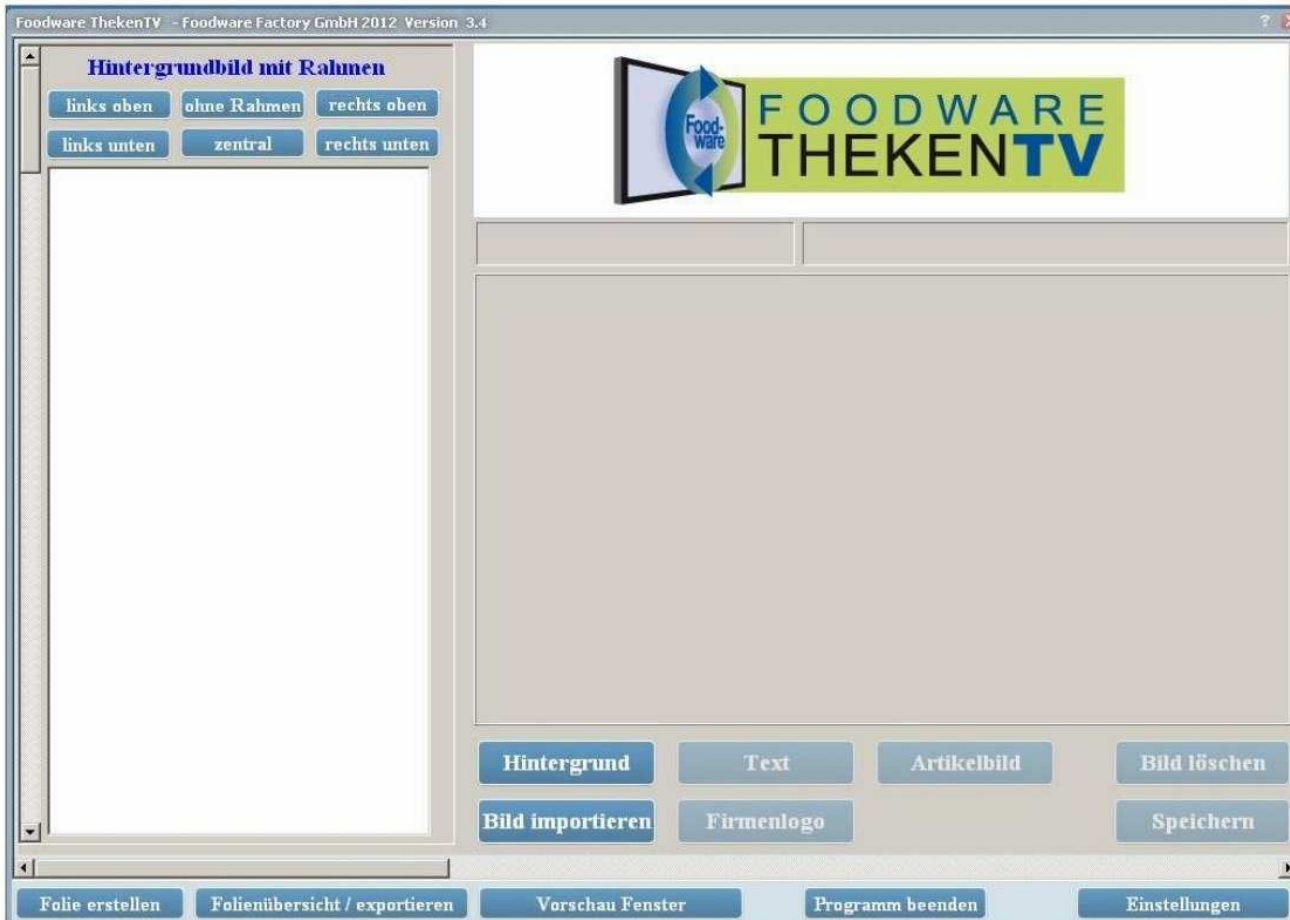 Foodware ThekenTV - Foodware Factory GmbH 2012 Version 3.4
?
Hintergrundbild mit Rahmen
links oben ohne Rahmen rechts oben
links unten zentral rechts unten
Food-
ware
FOODWARE
THEKENTV
Hintergrund Text Artikelbild Bild löschen
Bild importieren Firmenlogo Speichern
Folie erstellen Folienübersicht / exportieren Vorschau Fenster Programm beenden Einstellungen